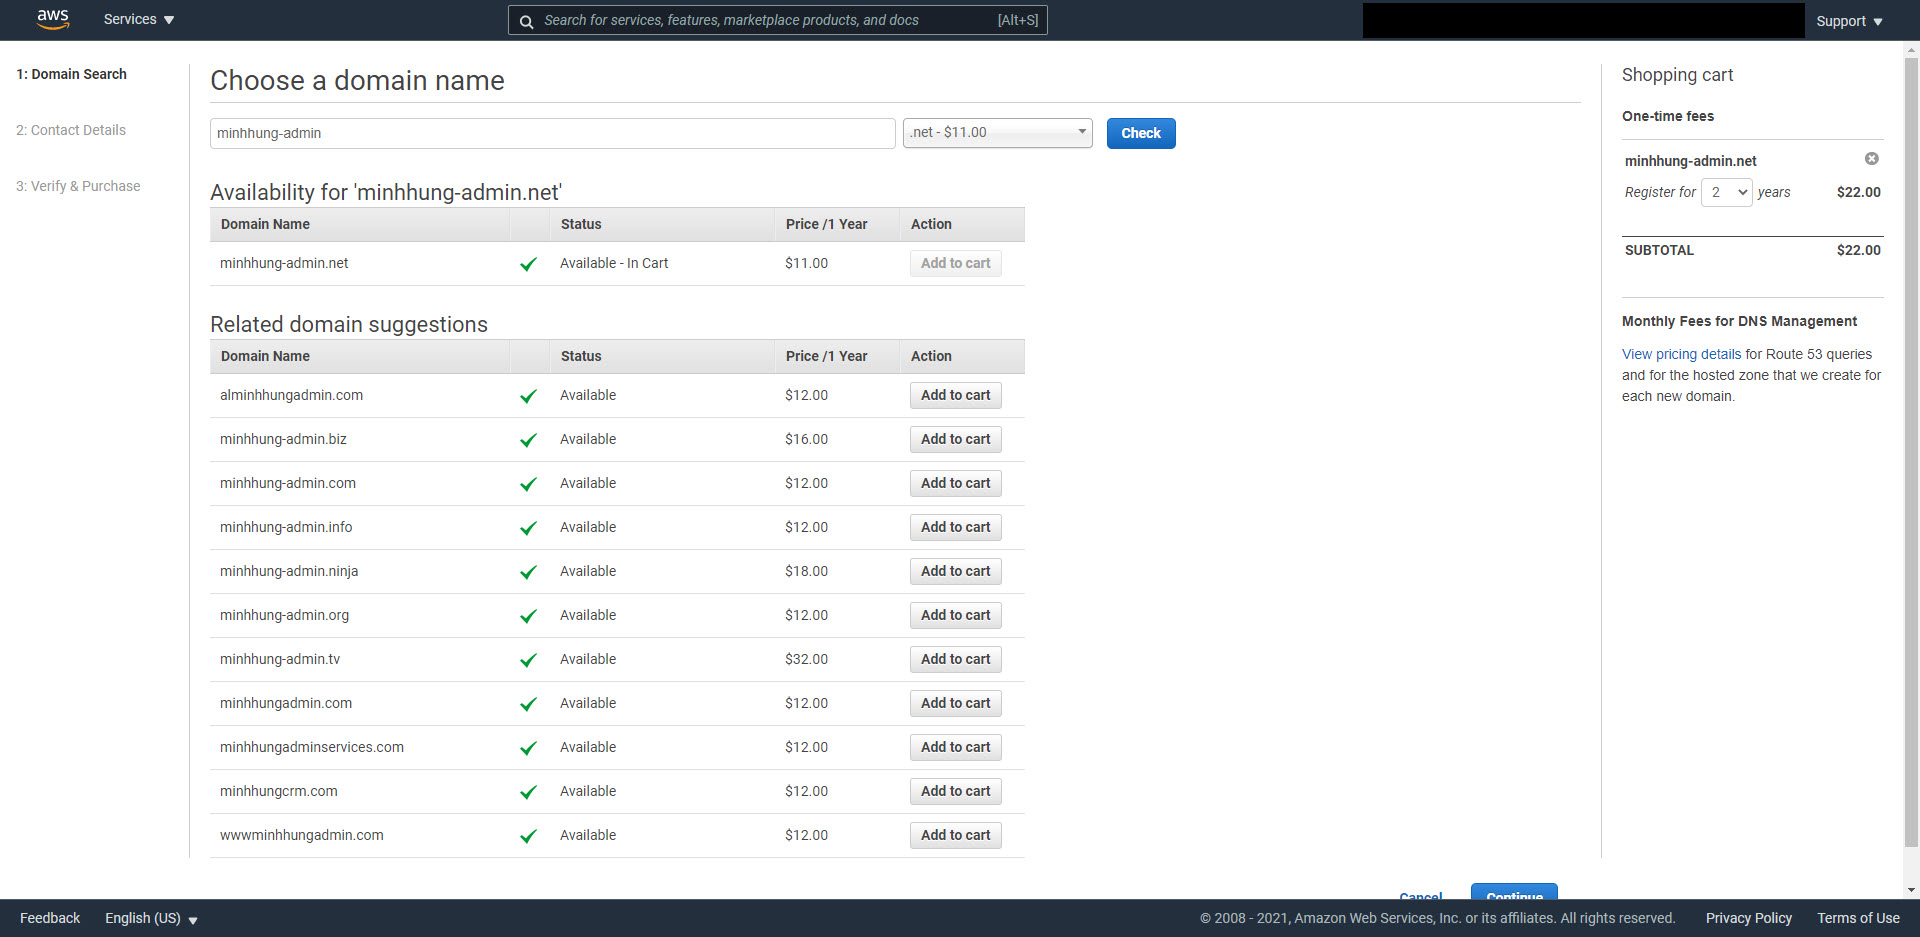 aws Services Search for services, features, marketplace products, and docs [Alt+S] Support
1: Domain Search
2: Contact Details
3: Verify & Purchase
Choose a domain name
minhhung-admin .net - $11.00 Check
Availability for 'minhhung-admin.net'
Domain Name Status Price /1 Year Action
minhhung-admin.net Available - In Cart $11.00 Add to cart
Related domain suggestions
Domain Name Status Price /1 Year Action
alminhhungadmin.com Available $12.00 Add to cart
minhhung-admin.biz Available $16.00 Add to cart
minhhung-admin.com Available $12.00 Add to cart
minhhung-admin.info Available $12.00 Add to cart
minhhung-admin.ninja Available $18.00 Add to cart
minhhung-admin.org Available $12.00 Add to cart
minhhung-admin.tv Available $32.00 Add to cart
minhhungadmin.com Available $12.00 Add to cart
minhhungadminservices.com Available $12.00 Add to cart
minhhungcrm.com Available $12.00 Add to cart
wwwminhhungadmin.com Available $12.00 Add to cart
Cancel Continue
Shopping cart
One-time fees
minhhung-admin.net
Register for 2 years $22.00
SUBTOTAL $22.00
Monthly Fees for DNS Management
View pricing details for Route 53 queries
and for the hosted zone that we create for
each new domain.
Feedback English (US) © 2008 - 2021, Amazon Web Services, Inc. or its affiliates. All rights reserved. Privacy Policy Terms of Use